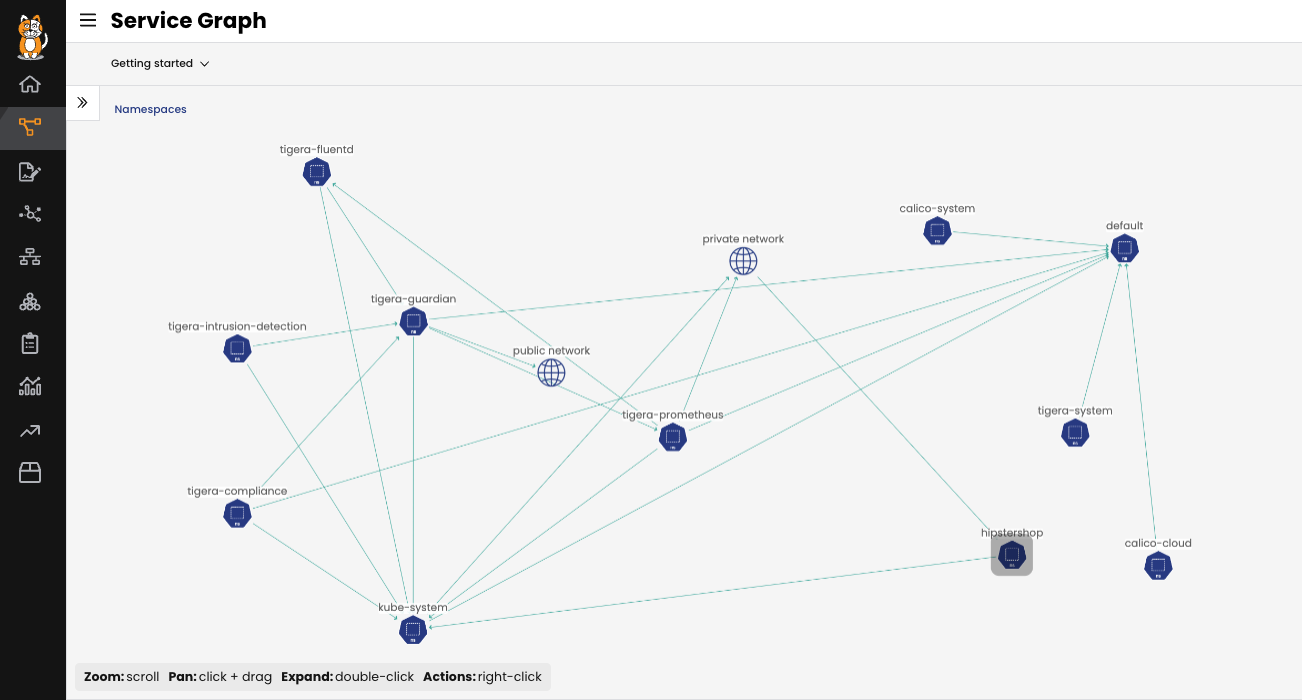 Service Graph
Getting started
Namespaces
tigera-fluentd
calico-system
default
private network
tigera-guardian
tigera-intrusion-detection
public network
tigera-prometheus
tigera-system
tigera-compliance
hipstershop
calico-cloud
kube-system
Zoom: scroll Pan: click + drag Expand: double-click Actions: right-click